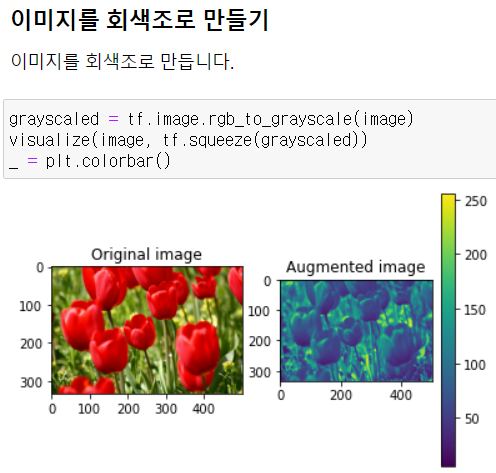 이미지를 회색조로 만들기
이미지를 회색조로 만듭니다.
grayscaled = tf.image.rgb_to_grayscale(image)
visualize(image, tf.squeeze(grayscaled))
_ = plt.colorbar()
Original image
0
100
200
300
0 100 200 300 400
Augmented image
0
100
200
300
0 200 400
250
200
150
100
50